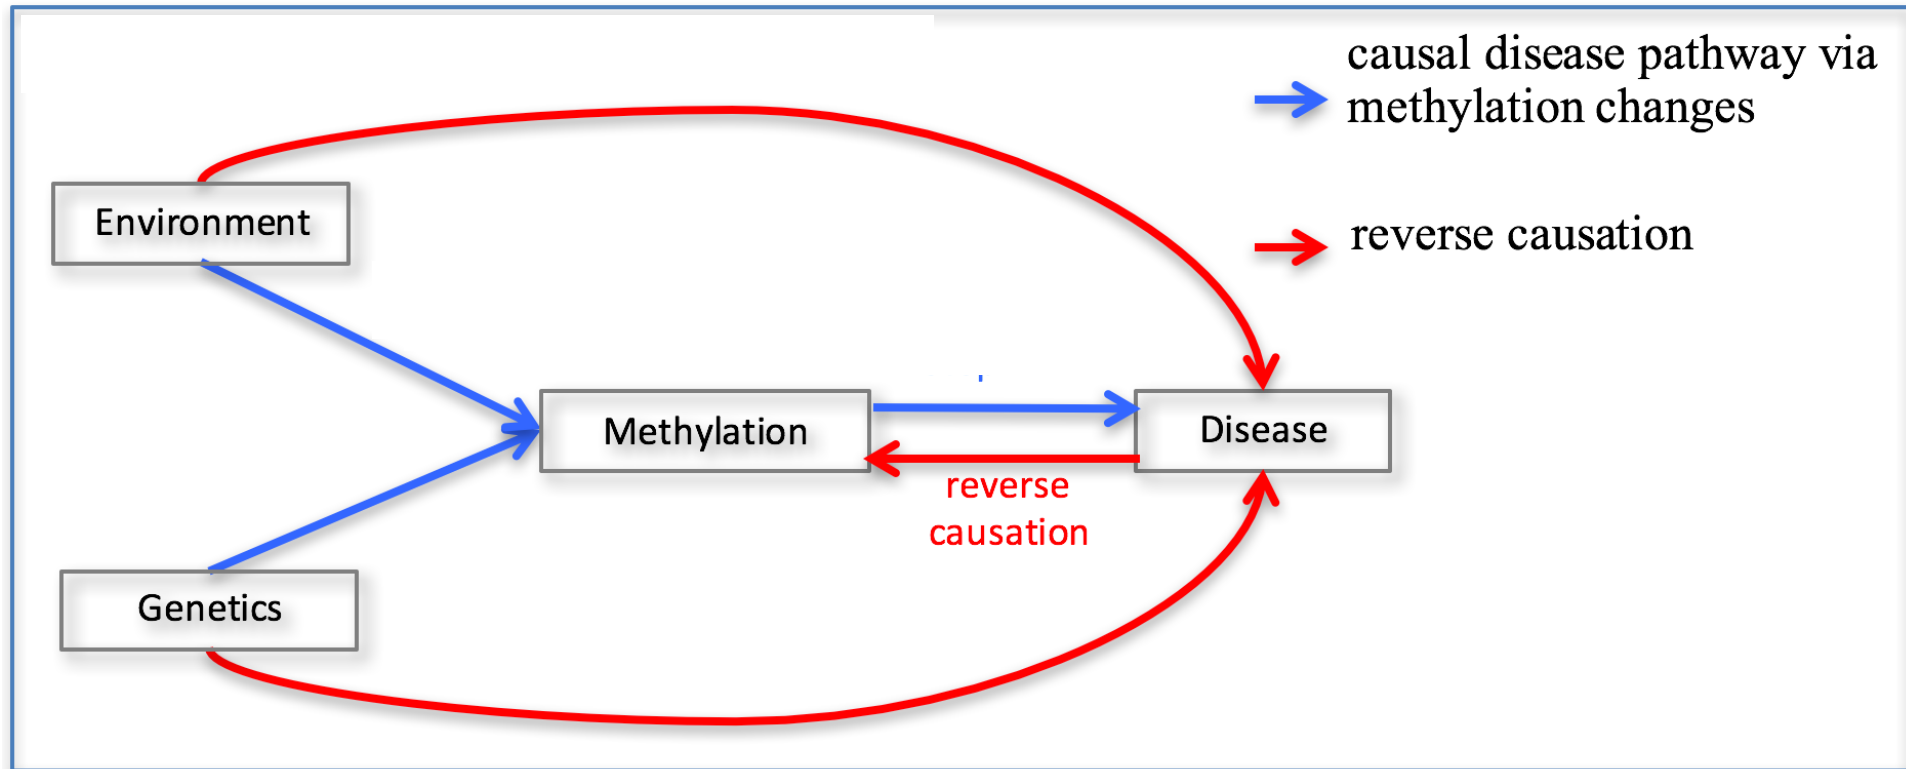 causal disease pathway via
methylation changes
Environment
reverse causation
Methylation
Disease
reverse
causation
Genetics